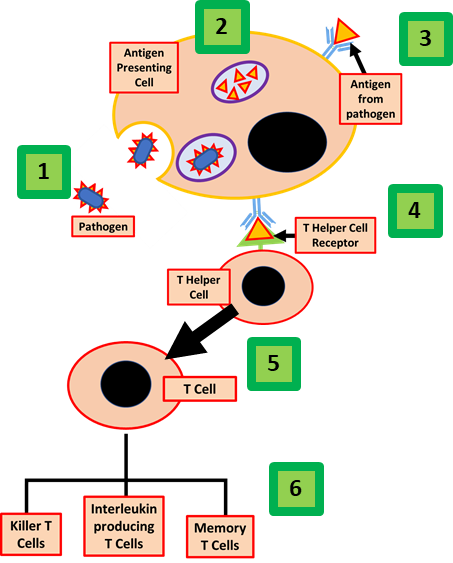 2
3
Antigen
Presenting
Cell
Antigen
from
pathogen
1
Pathogen
4
T Helper Cell
Receptor
T Helper
Cell
5
T Cell
6
Killer T
Cells
Interleukin
producing
T Cells
Memory
T Cells